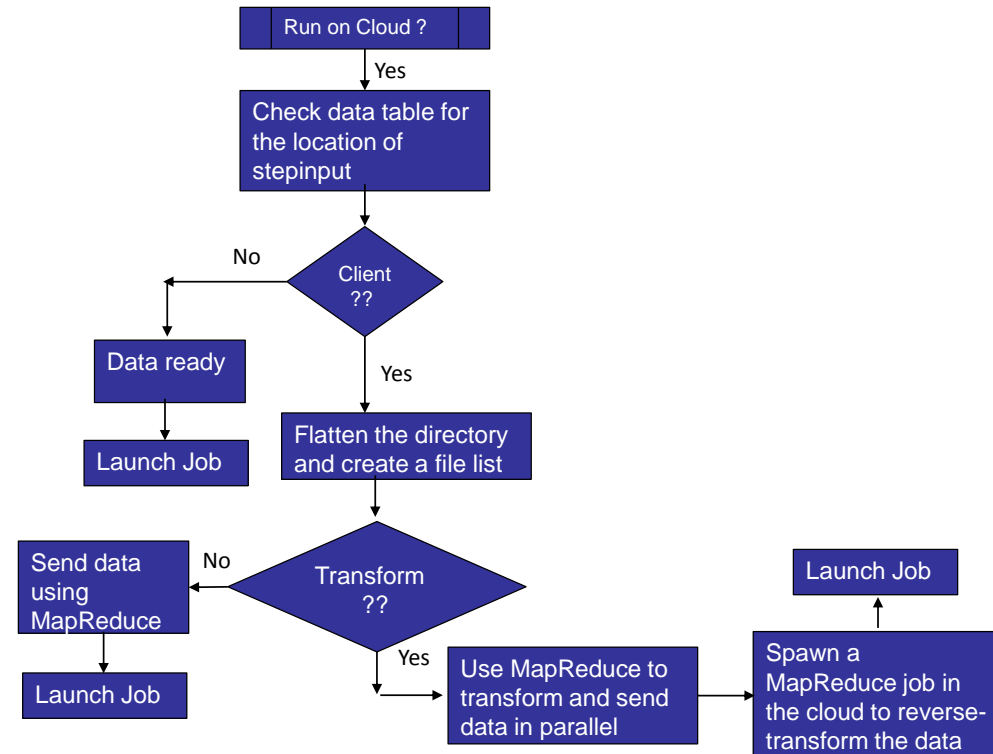 Run on Cloud ?
Yes
Check data table for
the location of
stepinput
Client
??
No
Data ready
Launch Job
Yes
Flatten the directory
and create a file list
Transform
??
No
Send data
using
MapReduce
Launch Job
Yes
Use MapReduce to
transform and send
data in parallel
Spawn a
MapReduce job in
the cloud to reverse-
transform the data
Launch Job